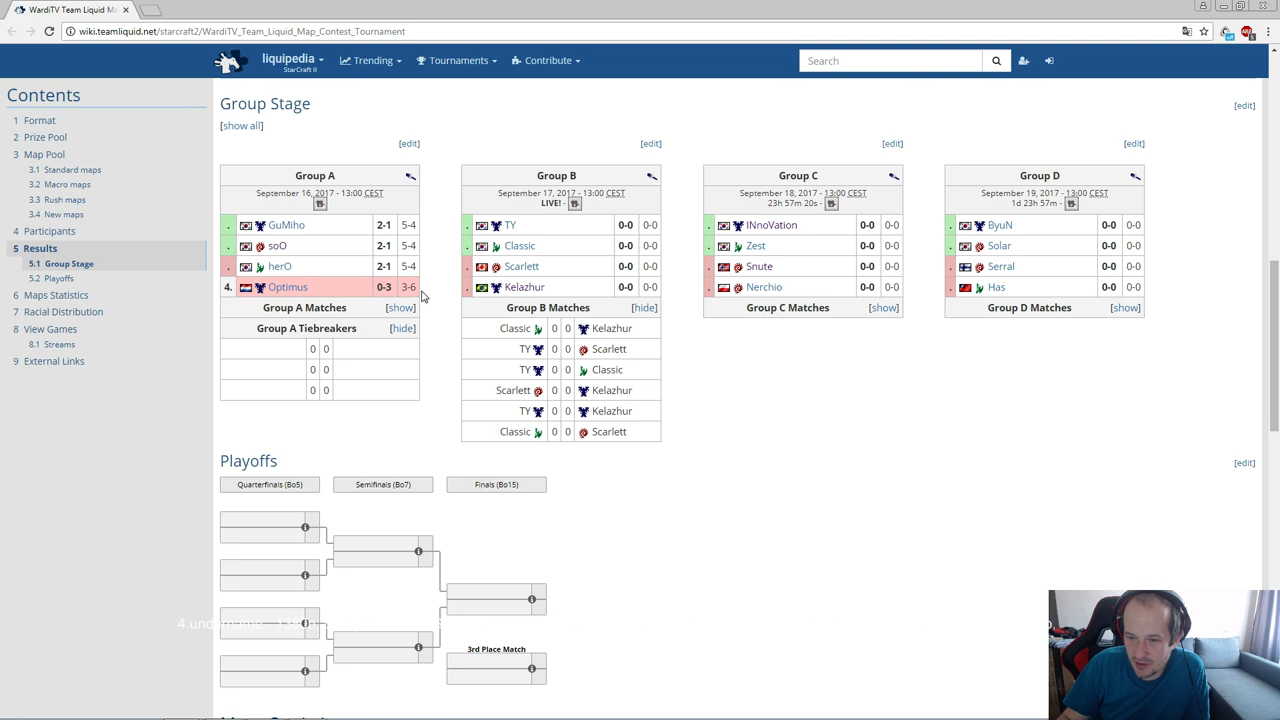 WardiTV Team Liquid M
wiki.teamliquid.net/starcraft2/WardiTV_Team_Liquid_Map_Contest_Tournament
liquipedia
StarCraft II
Trending
Tournaments
Contribute
Search
Contents
1 Format
2 Prize Pool
3 Map Pool
3.1 Standard maps
3.2 Macro maps
3.3 Rush maps
3.4 New maps
4 Participants
5 Results
5.1 Group Stage
5.2 Playoffs
6 Maps Statistics
7 Racial Distribution
8 View Games
8.1 Streams
9 External Links
Group Stage
[edit]
[show all]
[edit]
Group A
September 16, 2017 - 13:00 CEST
. GuMiho 2-1 5-4
. soO 2-1 5-4
. herO 2-1 5-4
4. Optimus 0-3 3-6
Group A Matches [show]
Group A Tiebreakers [hide]
0 0
0 0
0 0
[edit]
Group B
September 17, 2017 - 13:00 CEST
LIVE! -
. TY 0-0 0-0
. Classic 0-0 0-0
. Scarlett 0-0 0-0
. Kelazhur 0-0 0-0
Group B Matches [hide]
Classic 0 0 Kelazhur
TY 0 0 Scarlett
TY 0 0 Classic
Scarlett 0 0 Kelazhur
TY 0 0 Kelazhur
Classic 0 0 Scarlett
[edit]
Group C
September 18, 2017 - 13:00 CEST
23h 57m 20s -
. INnoVation 0-0 0-0
. Zest 0-0 0-0
. Snute 0-0 0-0
. Nerchio 0-0 0-0
Group C Matches [show]
[edit]
Group D
September 19, 2017 - 13:00 CEST
1d 23h 57m -
. ByuN 0-0 0-0
. Solar 0-0 0-0
. Serral 0-0 0-0
. Has 0-0 0-0
Group D Matches [show]
Playoffs
[edit]
Quarterfinals (Bo5)
Semifinals (Bo7)
Finals (Bo15)
3rd Place Match